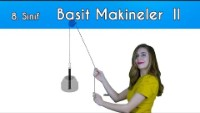 8. Sınıf Basit Makineler II